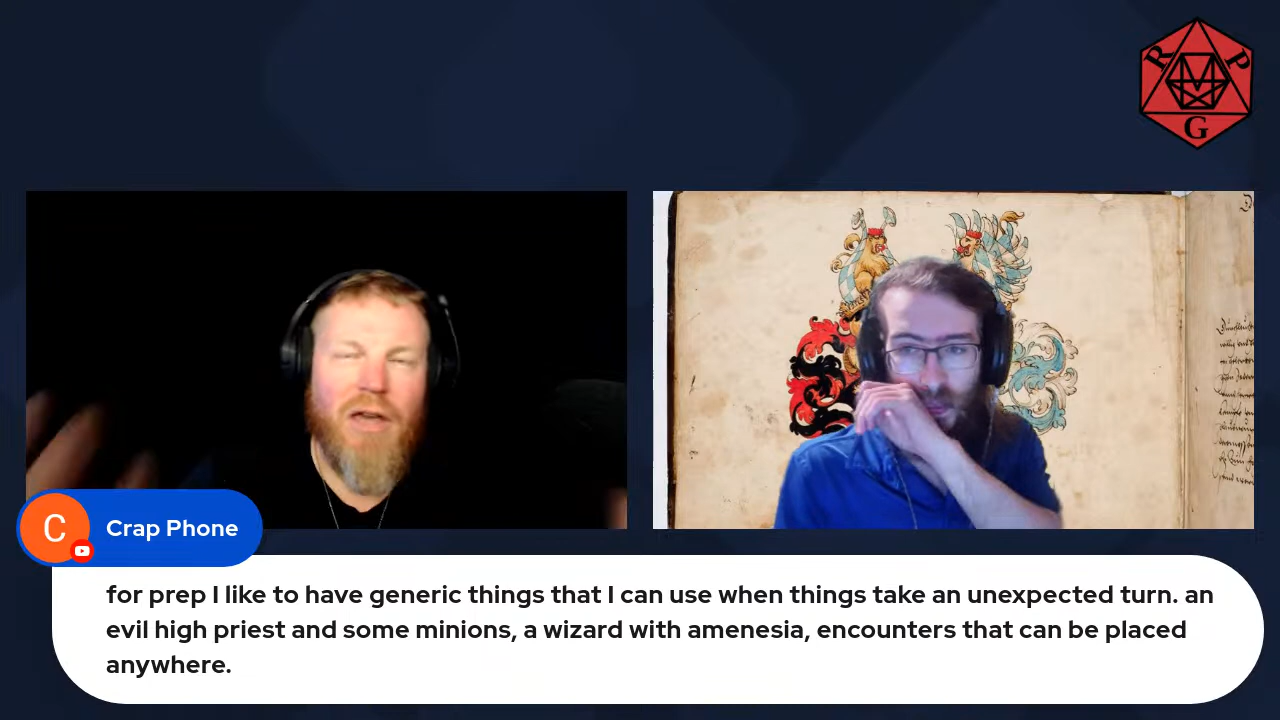 R P
G
C Crap Phone
for prep I like to have generic things that I can use when things take an unexpected turn. an
evil high priest and some minions, a wizard with amenesia, encounters that can be placed
anywhere.